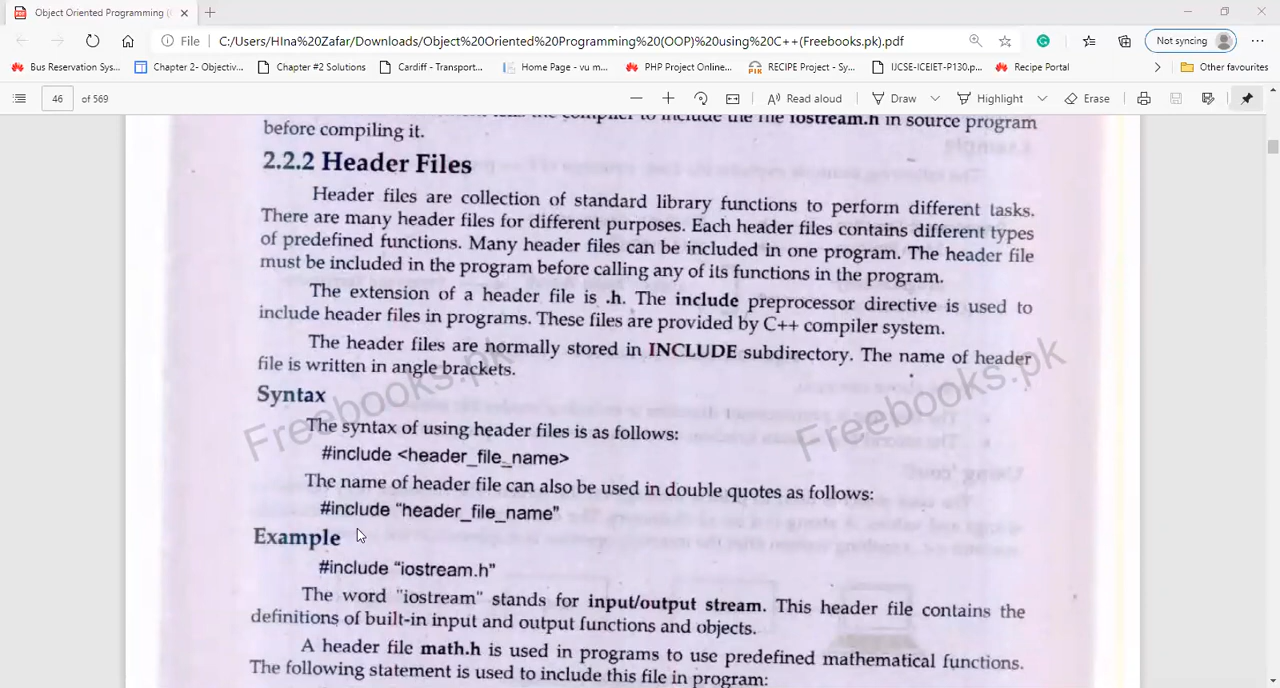 Object Oriented Programming (
File C:/Users/HIna%20Zafar/Downloads/Object%20Oriented%20Programming%20(OOP)%20using%20C++(Freebooks.pk).pdf
Not syncing
Bus Reservation Sys...
Chapter 2- Objectiv...
Chapter #2 Solutions
Cardiff - Transport...
Home Page - vu m...
PHP Project Online...
RECIPE Project - Sy...
IJCSE-ICEIET-P130.p...
Recipe Portal
Other favourites
46 of 569
Read aloud
Draw
Highlight
Erase
the compiler to include the file iostream.h in source program
before compiling it.
2.2.2 Header Files
Header files are collection of standard library functions to perform different tasks.
There are many header files for different purposes. Each header files contains different types
of predefined functions. Many header files can be included in one program. The header file
must be included in the program before calling any of its functions in the program.
The extension of a header file is .h. The include preprocessor directive is used to
include header files in programs. These files are provided by C++ compiler system.
The header files are normally stored in INCLUDE subdirectory. The name of header
file is written in angle brackets.
Syntax
The syntax of using header files is as follows:
#include <header_file_name>
The name of header file can also be used in double quotes as follows:
#include “header_file_name”
Example
#include “iostream.h”
The word "iostream" stands for input/output stream. This header file contains the
definitions of built-in input and output functions and objects.
A header file math.h is used in programs to use predefined mathematical functions.
The following statement is used to include this file in program:
Freebooks.pk
Freebooks.pk